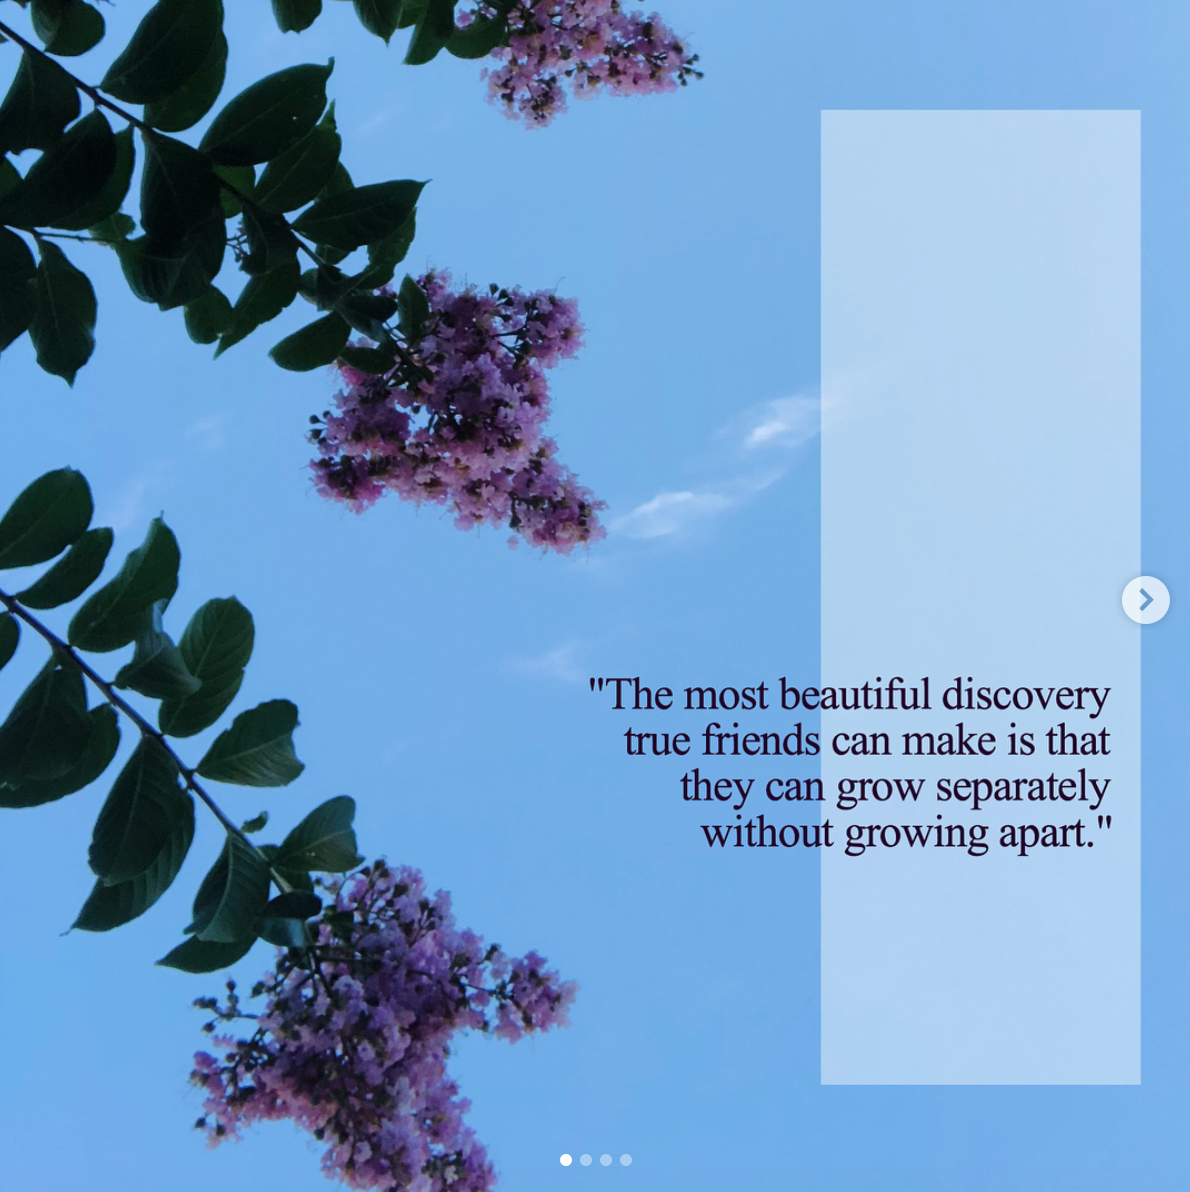 "The most beautiful discovery
true friends can make is that
they can grow separately
without growing apart."